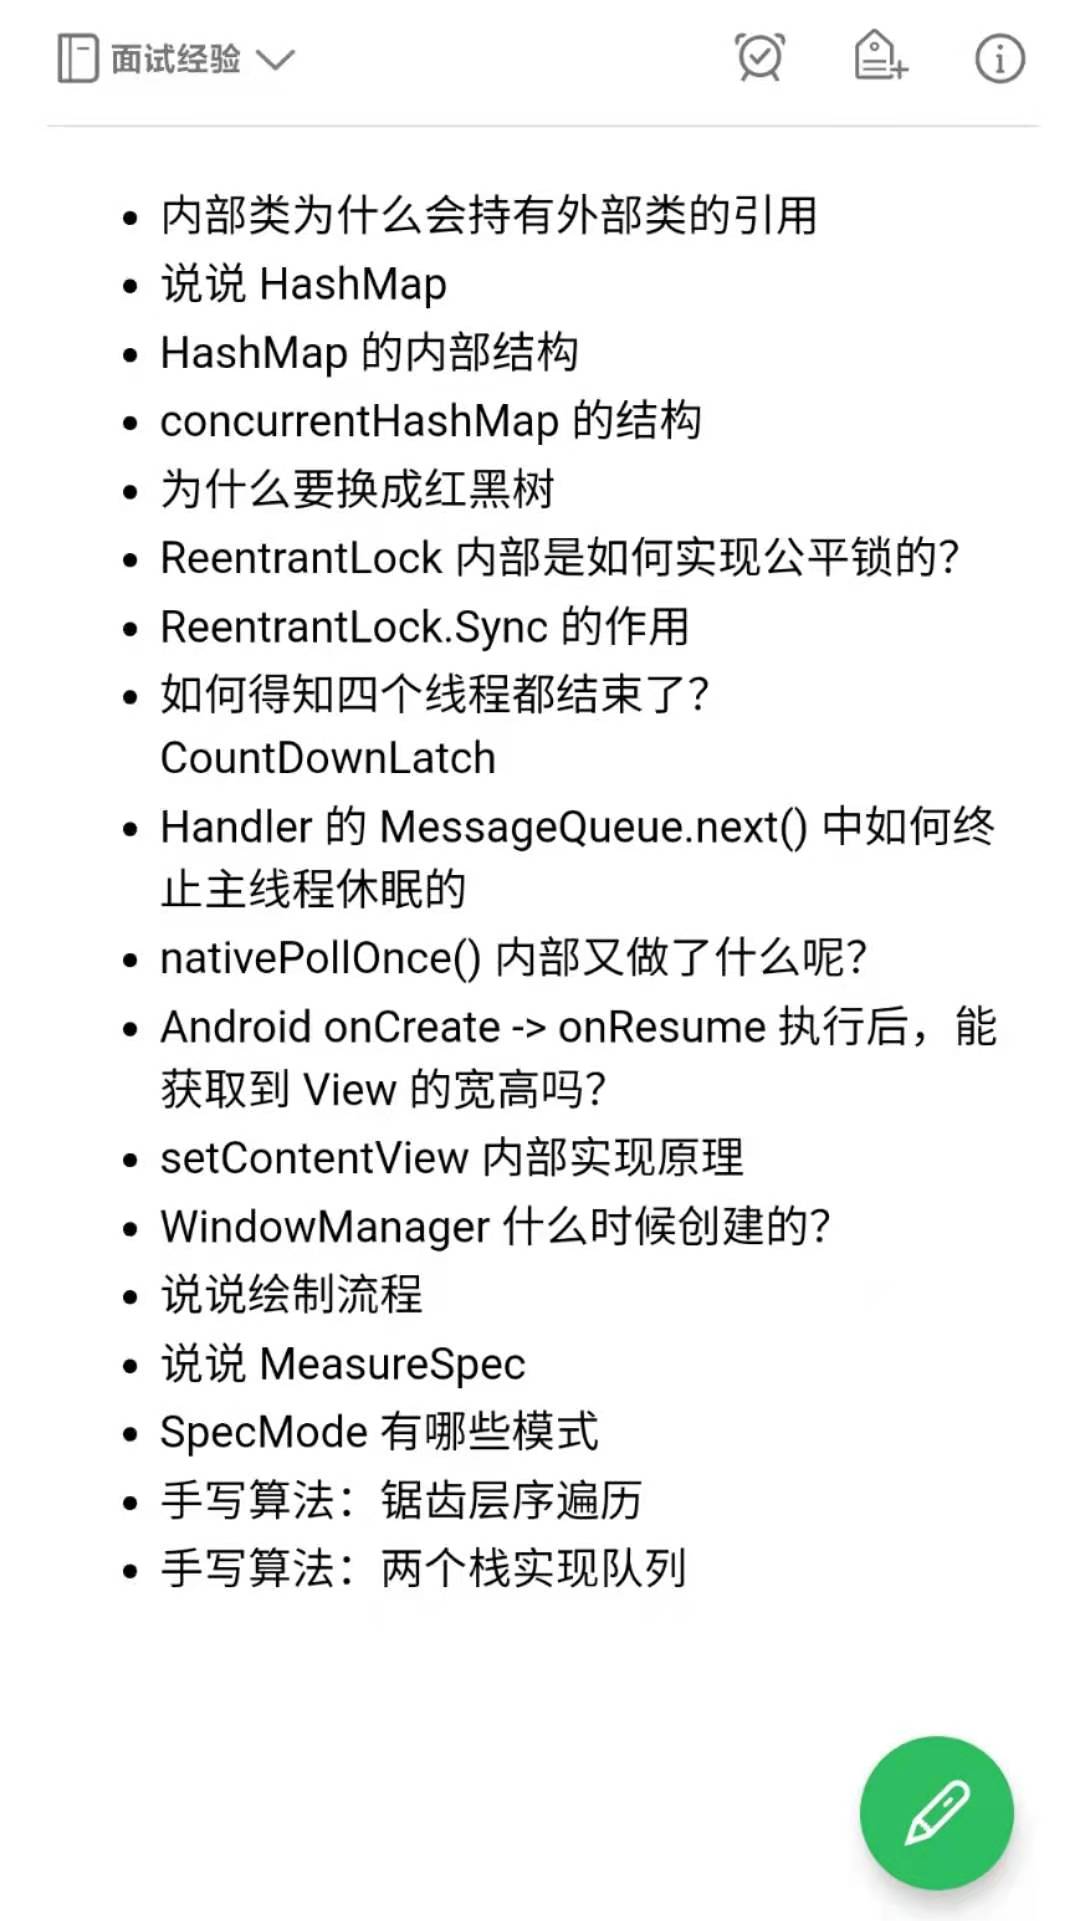 面试经验
• 内部类为什么会持有外部类的引用
• 说说 HashMap
• HashMap 的内部结构
• concurrentHashMap 的结构
• 为什么要换成红黑树
• ReentrantLock 内部是如何实现公平锁的?
• ReentrantLock.Sync 的作用
• 如何得知四个线程都结束了?
CountDownLatch
• Handler 的 MessageQueue.next() 中如何终
止主线程休眠的
• nativePollOnce() 内部又做了什么呢?
• Android onCreate -> onResume 执行后，能
获取到 View 的宽高吗?
• setContentView 内部实现原理
• WindowManager 什么时候创建的?
• 说说绘制流程
• 说说 MeasureSpec
• SpecMode 有哪些模式
• 手写算法：锯齿层序遍历
• 手写算法：两个栈实现队列